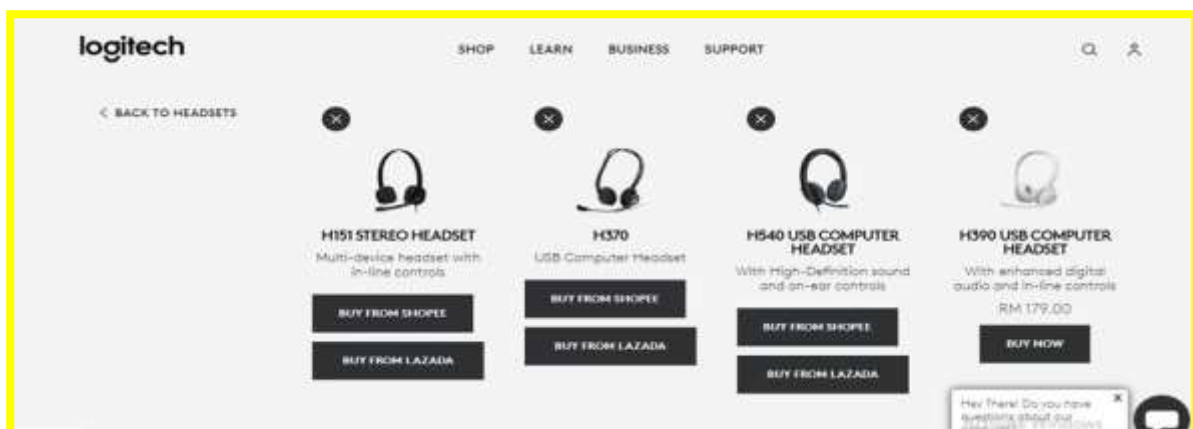 logitech
SHOP LEARN BUSINESS SUPPORT
< BACK TO HEADSETS
H151 STEREO HEADSET
Multi-device headset with
in-line controls
BUY FROM SHOPEE
BUY FROM LAZADA
H370
USB Computer Headset
BUY FROM SHOPEE
BUY FROM LAZADA
H540 USB COMPUTER
HEADSET
With High-Definition sound
and on-ear controls
BUY FROM SHOPEE
BUY FROM LAZADA
H390 USB COMPUTER
HEADSET
With enhanced digital
audio and in-line controls
RM 179.00
BUY NOW
Hey There! Do you have
questions about our